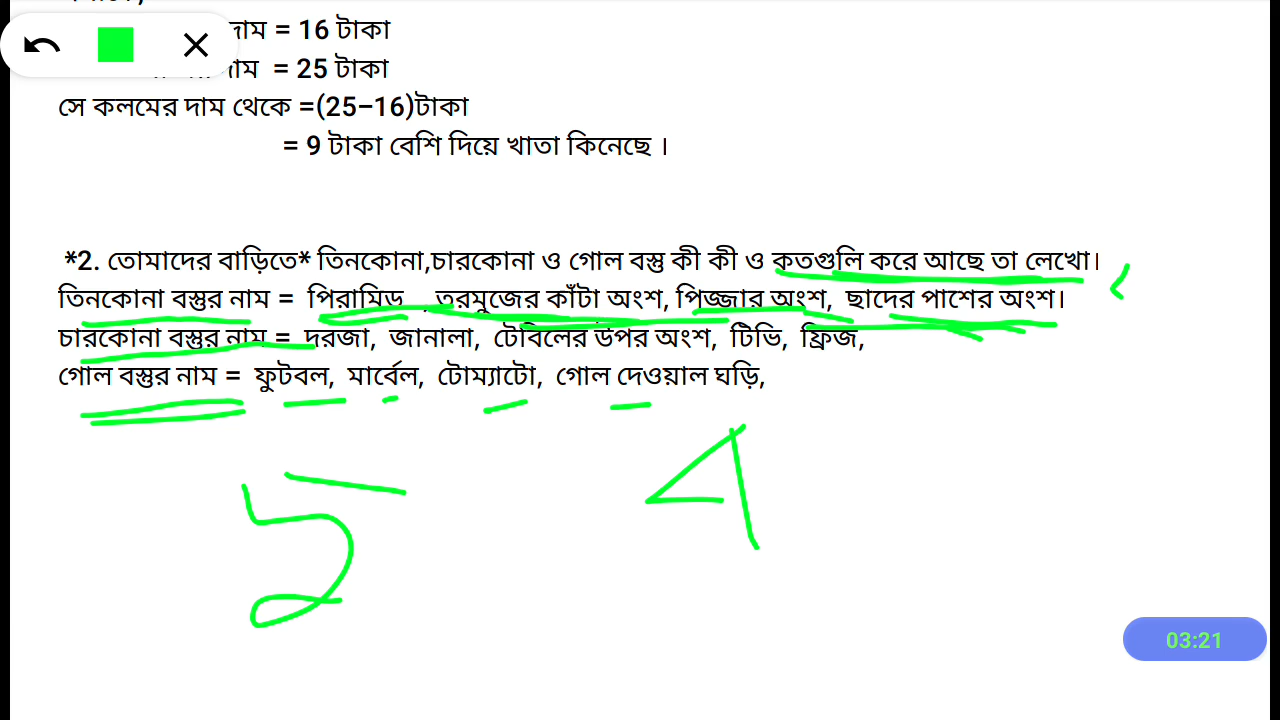 দাম = 16 টাকা
দাম = 25 টাকা
সে কলমের দাম থেকে =(25−16)টাকা
= 9 টাকা বেশি দিয়ে খাতা কিনেছে ।
*2. তোমাদের বাড়িতে* তিনকোনা,চারকোনা ও গোল বস্তু কী কী ও কতগুলি করে আছে তা লেখো।
তিনকোনা বস্তুর নাম = পিরামিড , তরমুজের কাঁটা অংশ, পিজ্জার অংশ, ছাদের পাশের অংশ।
চারকোনা বস্তুর নাম = দরজা, জানালা, টেবিলের উপর অংশ, টিভি, ফ্রিজ,
গোল বস্তুর নাম = ফুটবল, মার্বেল, টোম্যাটো, গোল দেওয়াল ঘড়ি,
5 4
03:21